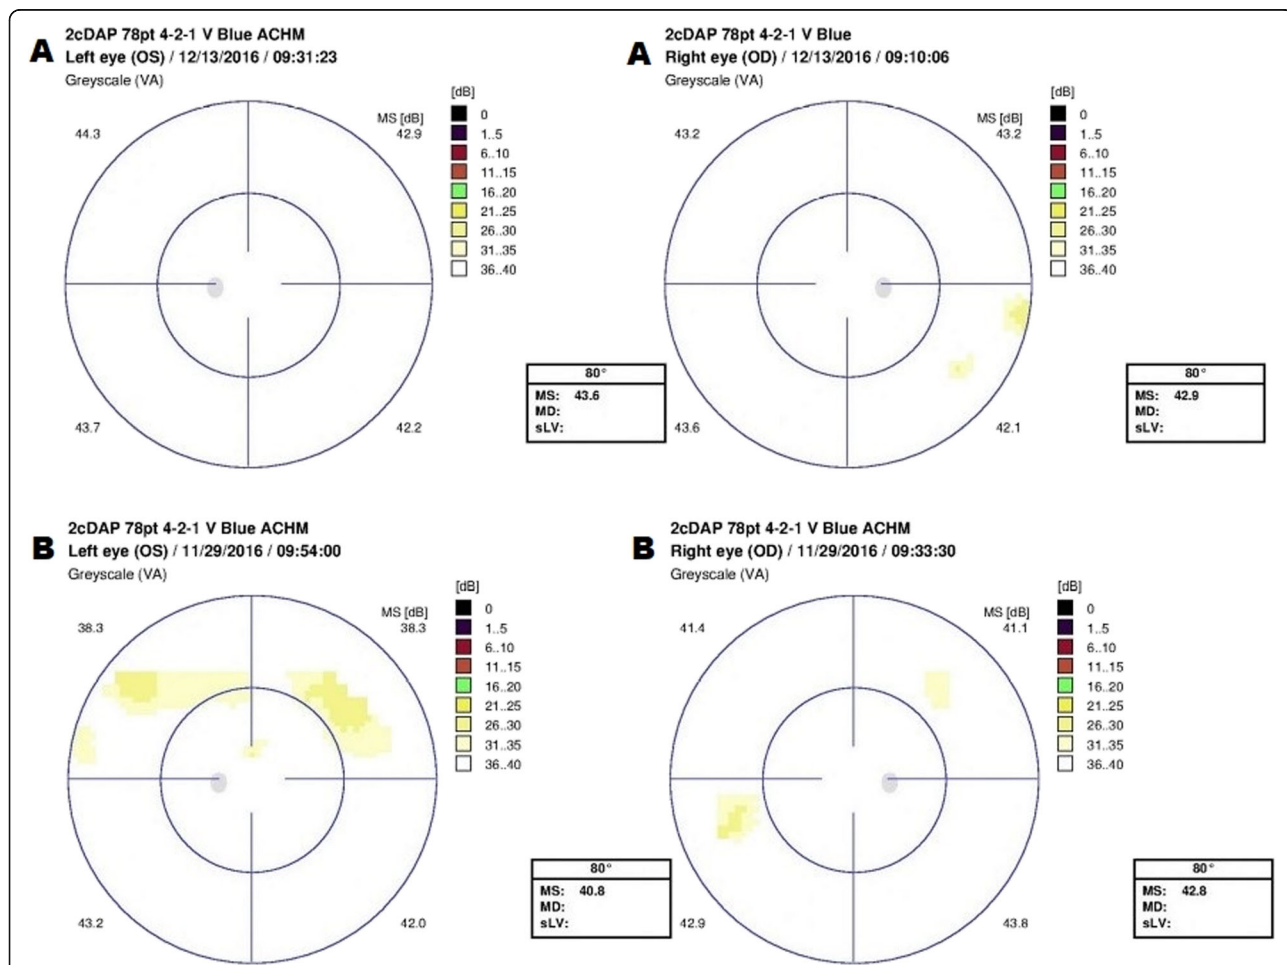 A
2cDAP 78pt 4-2-1 V Blue ACHM
Left eye (OS) / 12/13/2016 / 09:31:23
Greyscale (VA)
[dB]
0
1..5
6..10
11..15
16..20
21..25
26..30
31..35
36..40
MS [dB]
44.3
42.9
43.7
42.2
80°
MS: 43.6
MD:
sLV:
A
2cDAP 78pt 4-2-1 V Blue
Right eye (OD) / 12/13/2016 / 09:10:06
Greyscale (VA)
[dB]
0
1..5
6..10
11..15
16..20
21..25
26..30
31..35
36..40
MS [dB]
43.2
43.2
43.6
42.1
80°
MS: 42.9
MD:
sLV:
B
2cDAP 78pt 4-2-1 V Blue ACHM
Left eye (OS) / 11/29/2016 / 09:54:00
Greyscale (VA)
[dB]
0
1..5
6..10
11..15
16..20
21..25
26..30
31..35
36..40
MS [dB]
38.3
38.3
43.2
42.0
80°
MS: 40.8
MD:
sLV:
B
2cDAP 78pt 4-2-1 V Blue ACHM
Right eye (OD) / 11/29/2016 / 09:33:30
Greyscale (VA)
[dB]
0
1..5
6..10
11..15
16..20
21..25
26..30
31..35
36..40
MS [dB]
41.4
41.1
42.9
43.8
80°
MS: 42.8
MD:
sLV: